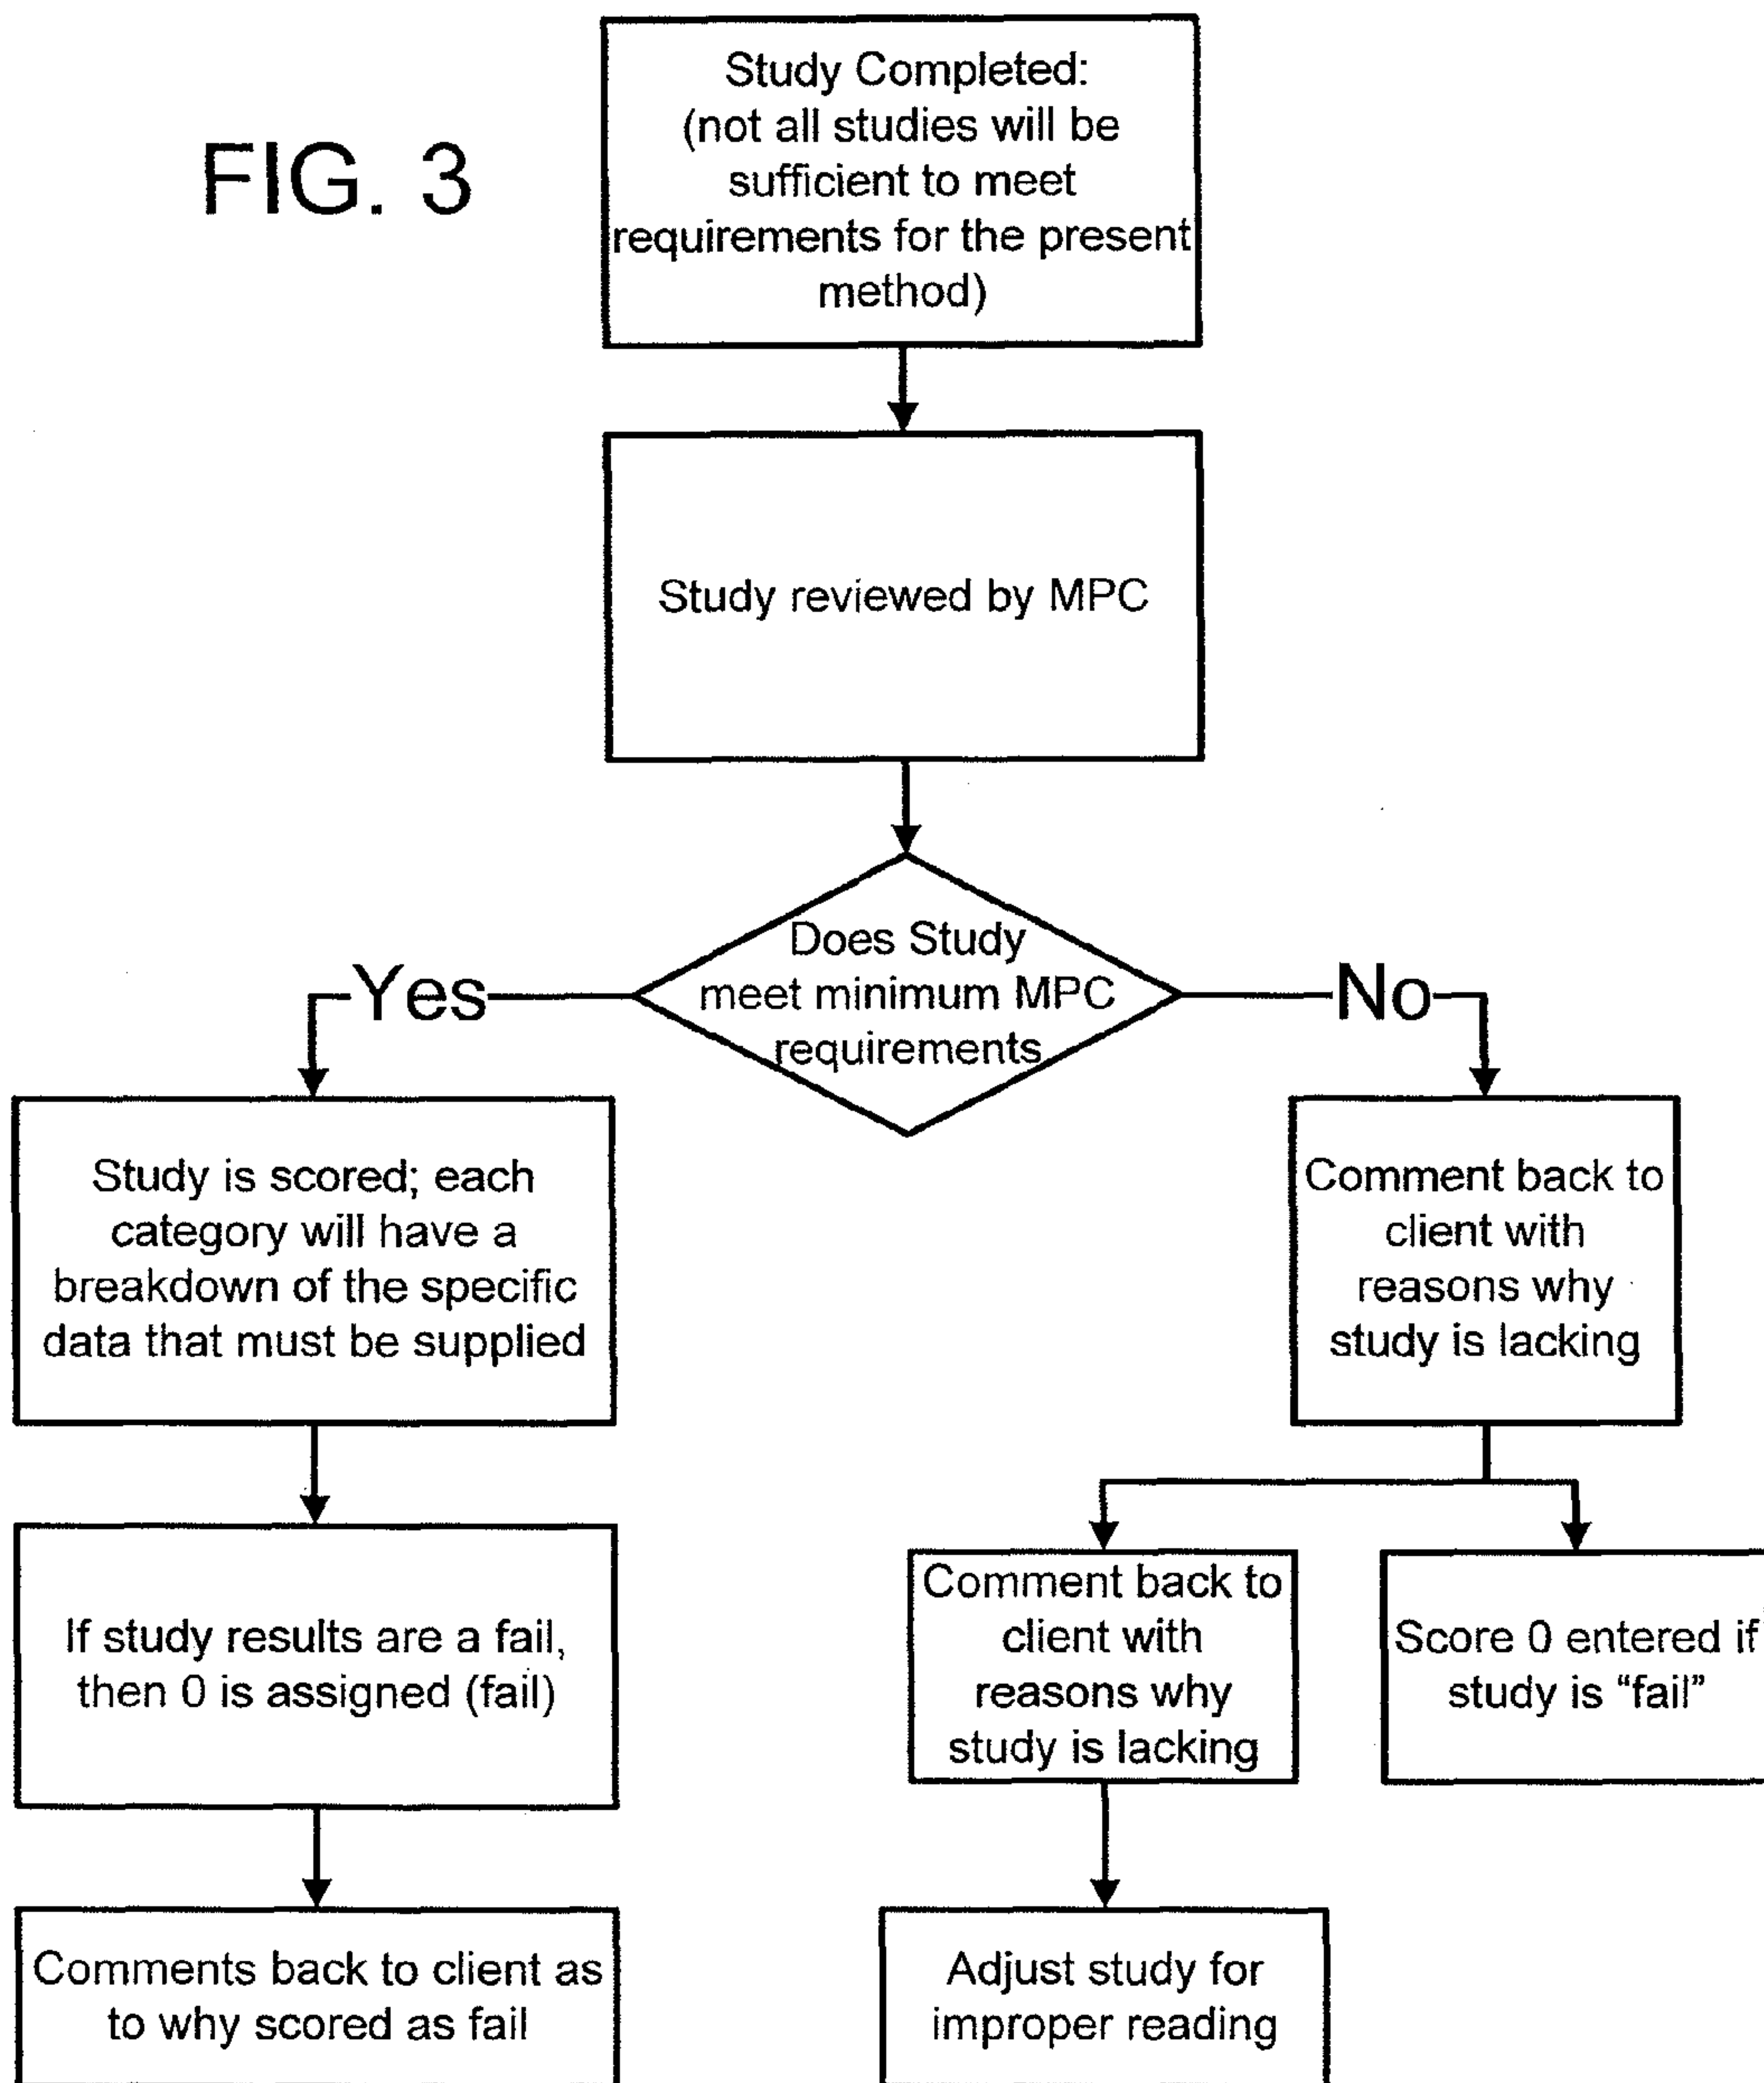 FIG. 3
Study Completed:
(not all studies will be
sufficient to meet
requirements for the present
method)
Study reviewed by MPC
Does Study
meet minimum MPC
requirements
Yes
No
Study is scored; each
category will have a
breakdown of the specific
data that must be supplied
Comment back to
client with
reasons why
study is lacking
If study results are a fail,
then 0 is assigned (fail)
Comment back to
client with
reasons why
study is lacking
Score 0 entered if
study is “fail”
Comments back to client as
to why scored as fail
Adjust study for
improper reading